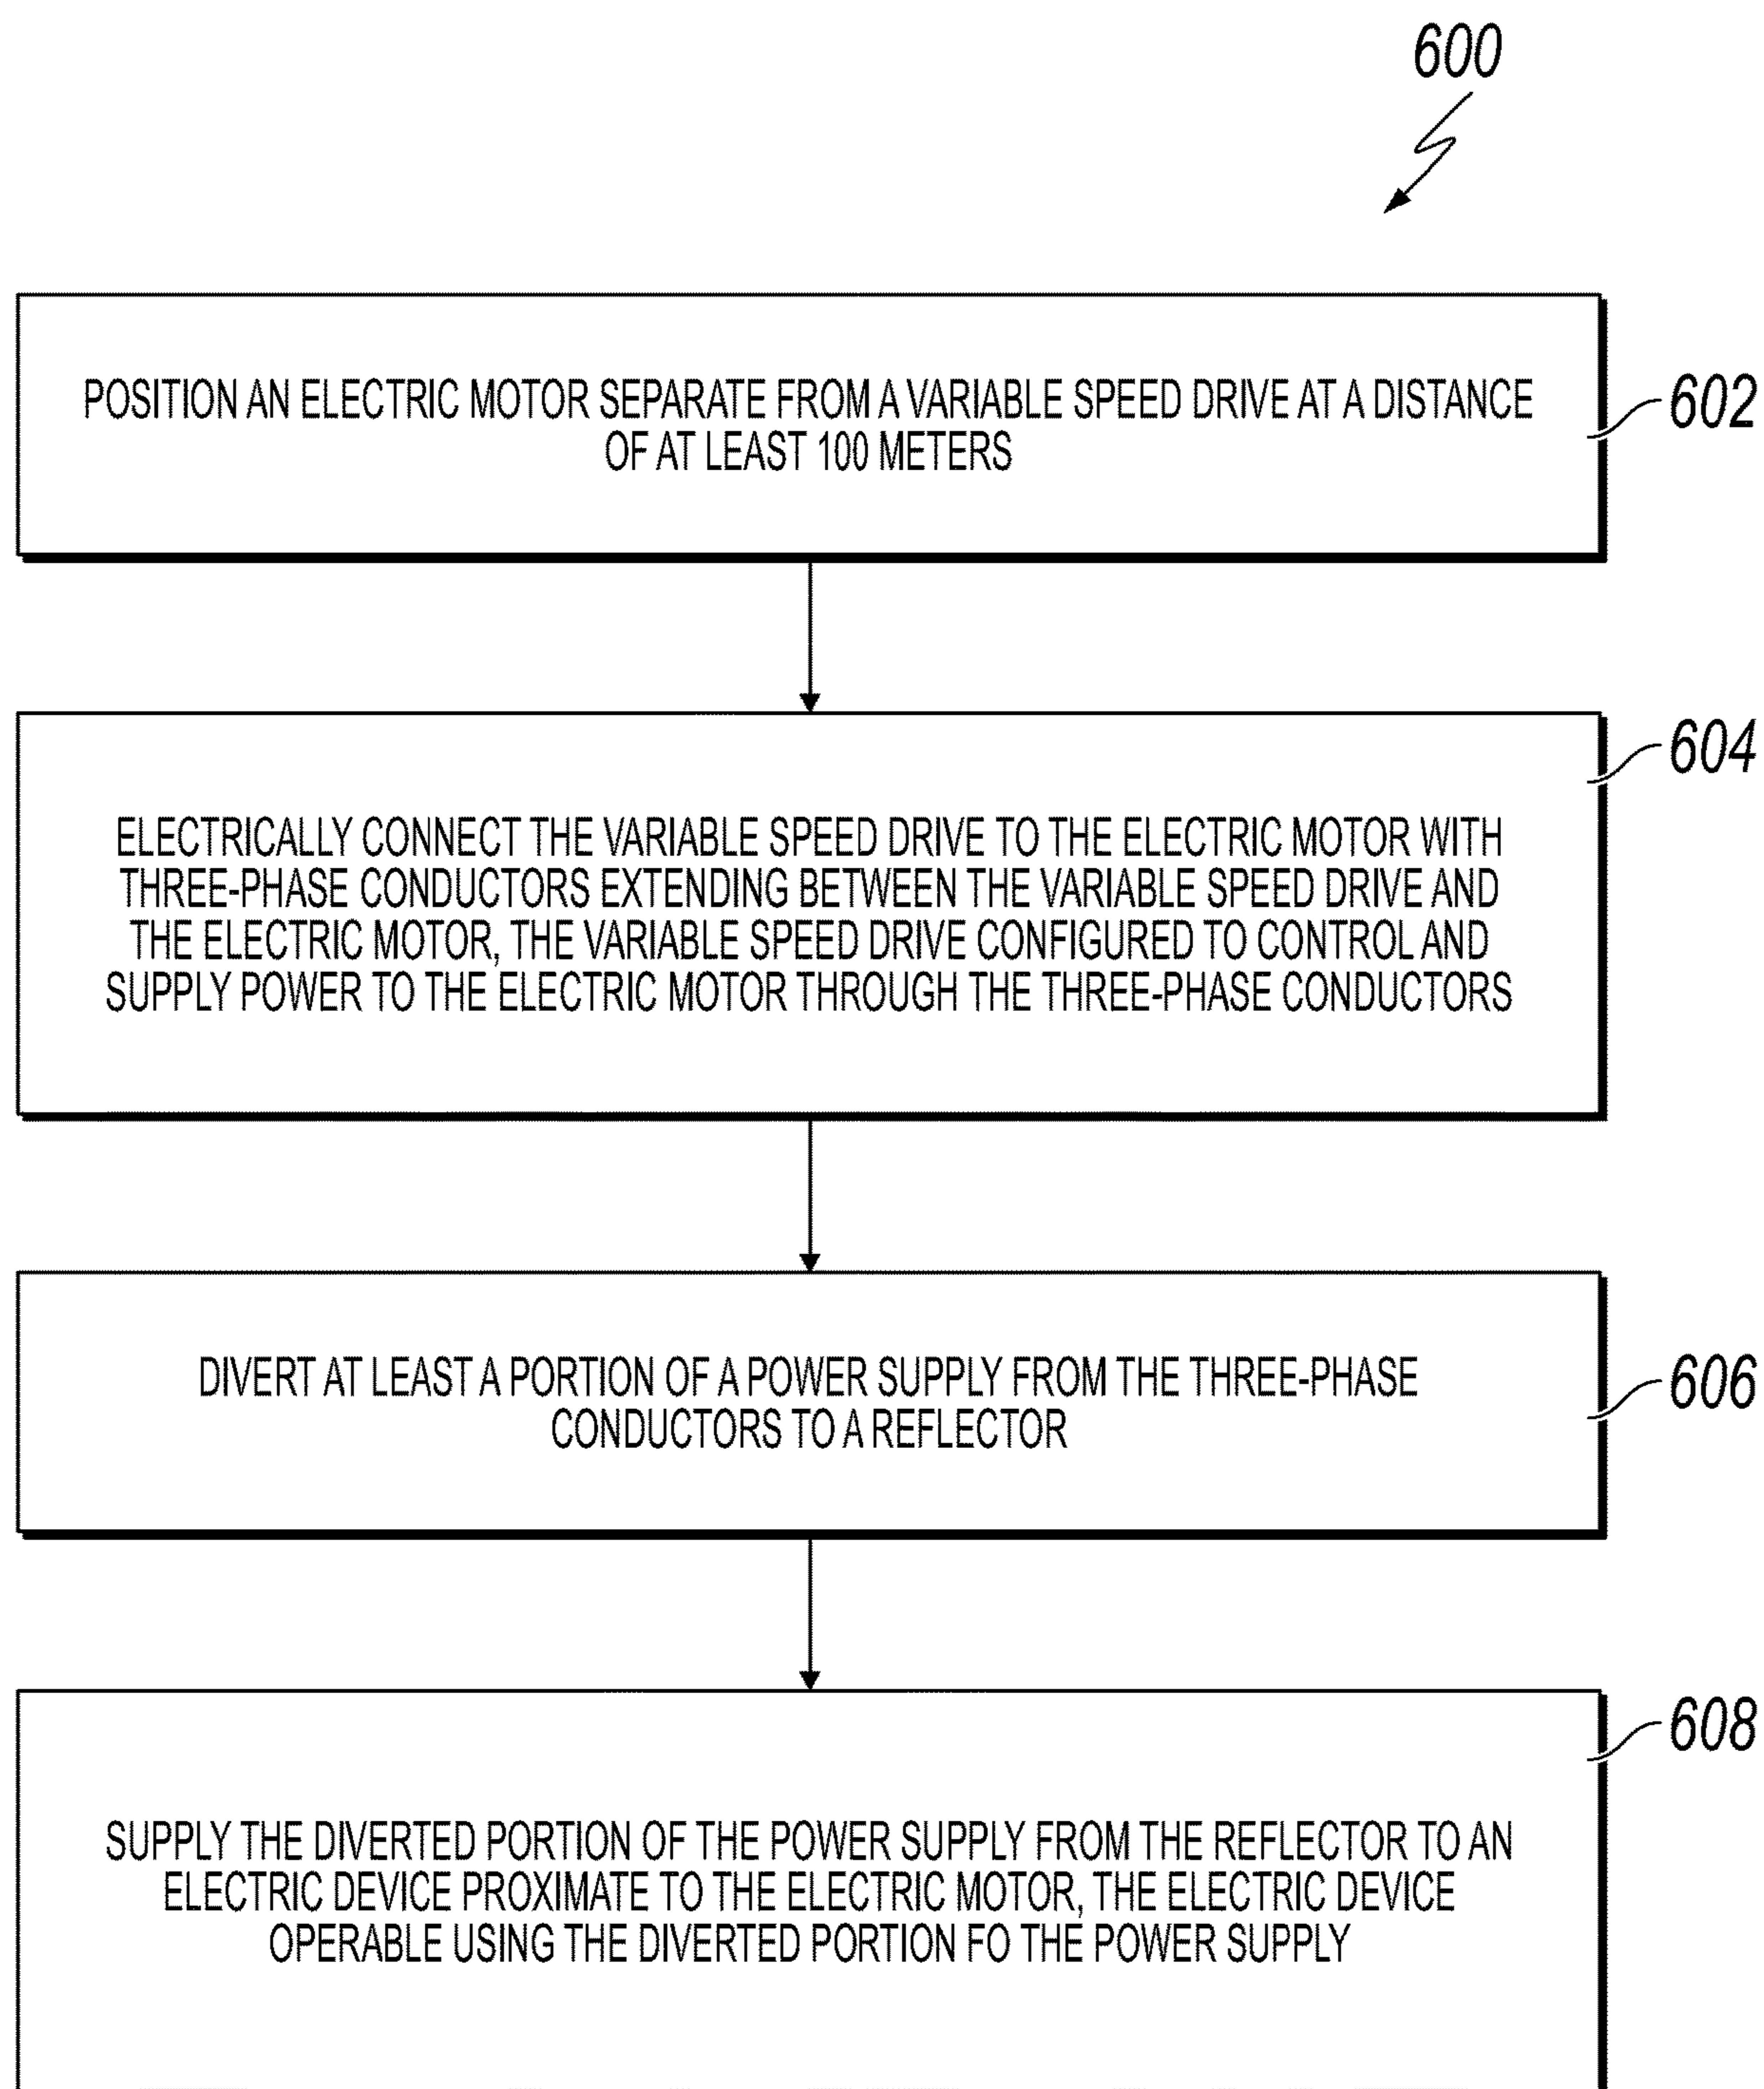 600
POSITION AN ELECTRIC MOTOR SEPARATE FROM A VARIABLE SPEED DRIVE AT A DISTANCE
OF AT LEAST 100 METERS
602
604
ELECTRICALLY CONNECT THE VARIABLE SPEED DRIVE TO THE ELECTRIC MOTOR WITH
THREE-PHASE CONDUCTORS EXTENDING BETWEEN THE VARIABLE SPEED DRIVE AND
THE ELECTRIC MOTOR, THE VARIABLE SPEED DRIVE CONFIGURED TO CONTROL AND
SUPPLY POWER TO THE ELECTRIC MOTOR THROUGH THE THREE-PHASE CONDUCTORS
DIVERT AT LEAST A PORTION OF A POWER SUPPLY FROM THE THREE-PHASE
CONDUCTORS TO A REFLECTOR
606
608
SUPPLY THE DIVERTED PORTION OF THE POWER SUPPLY FROM THE REFLECTOR TO AN
ELECTRIC DEVICE PROXIMATE TO THE ELECTRIC MOTOR, THE ELECTRIC DEVICE
OPERABLE USING THE DIVERTED PORTION FO THE POWER SUPPLY